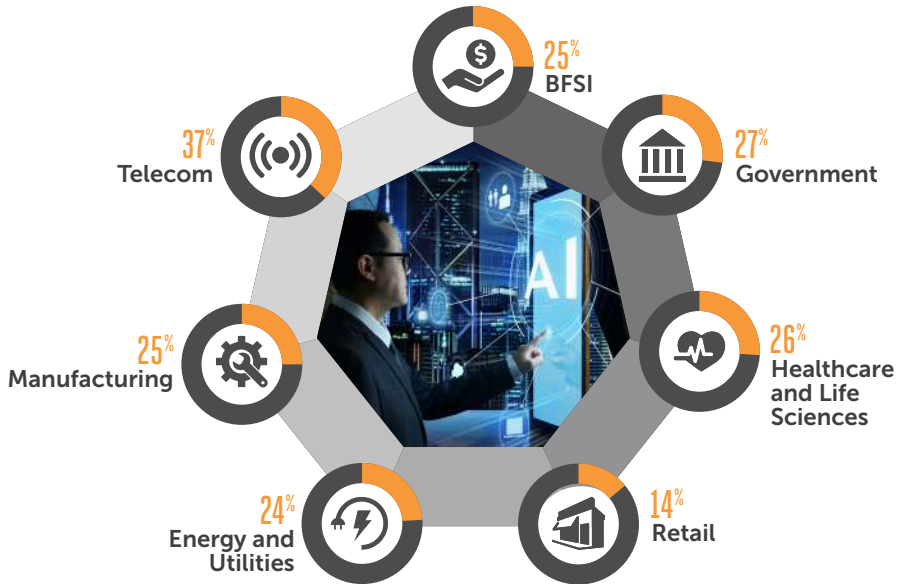 25%
BFSI
27%
Government
26%
Healthcare
and Life
Sciences
14%
Retail
24%
Energy and
Utilities
25%
Manufacturing
37%
Telecom
AI
$